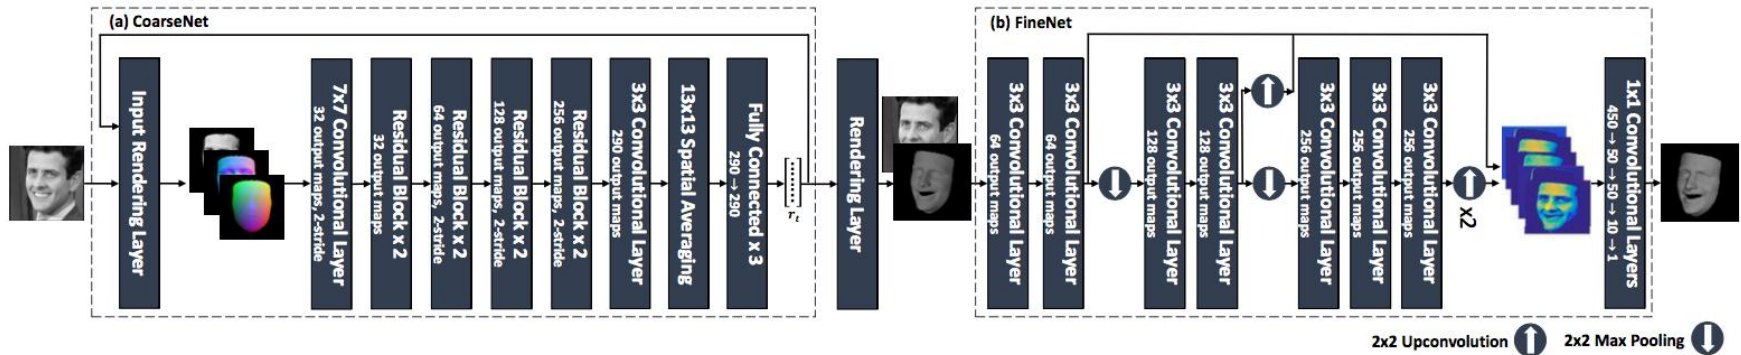 (a) CoarseNet
Input Rendering Layer
7x7 Convolutional Layer
32 output maps, 2-stride
Residual Block x 2
32 output maps
Residual Block x 2
64 output maps, 2-stride
Residual Block x 2
128 output maps, 2-stride
Residual Block x 2
256 output maps, 2-stride
3x3 Convolutional Layer
290 output maps
13x13 Spatial Averaging
Fully Connected x 3
290 → 290
rₜ
Rendering Layer
(b) FineNet
3x3 Convolutional Layer
64 output maps
3x3 Convolutional Layer
64 output maps
3x3 Convolutional Layer
128 output maps
3x3 Convolutional Layer
128 output maps
3x3 Convolutional Layer
256 output maps
3x3 Convolutional Layer
256 output maps
3x3 Convolutional Layer
256 output maps
x2
1x1 Convolutional Layers
450 → 50 → 50 → 10 → 1
2x2 Upconvolution
2x2 Max Pooling